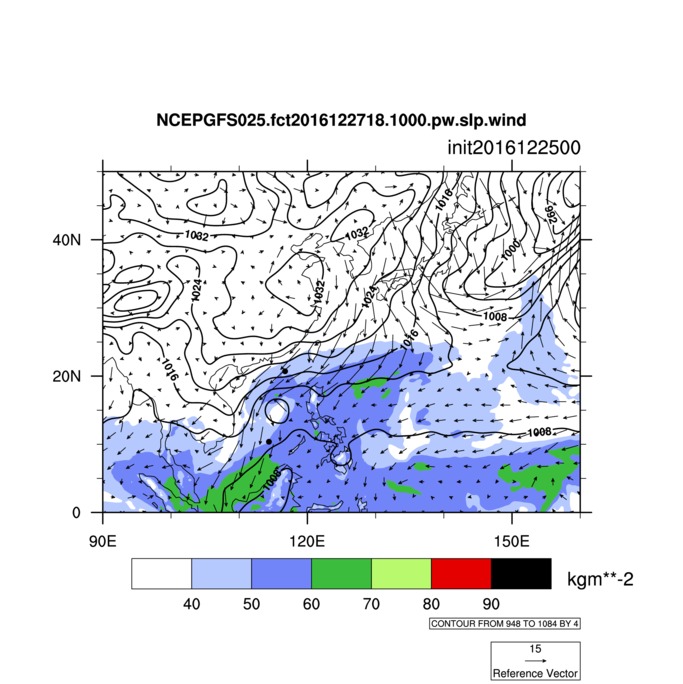 NCEPGFS025.fct2016122718.1000.pw.slp.wind
init2016122500
40N
20N
0
90E
120E
150E
1016
992
1032
1032
1000
1024
1032
1024
1008
1016
1016
1008
1008
40
50
60
70
80
90
kgm**-2
CONTOUR FROM 948 TO 1084 BY 4
15
Reference Vector